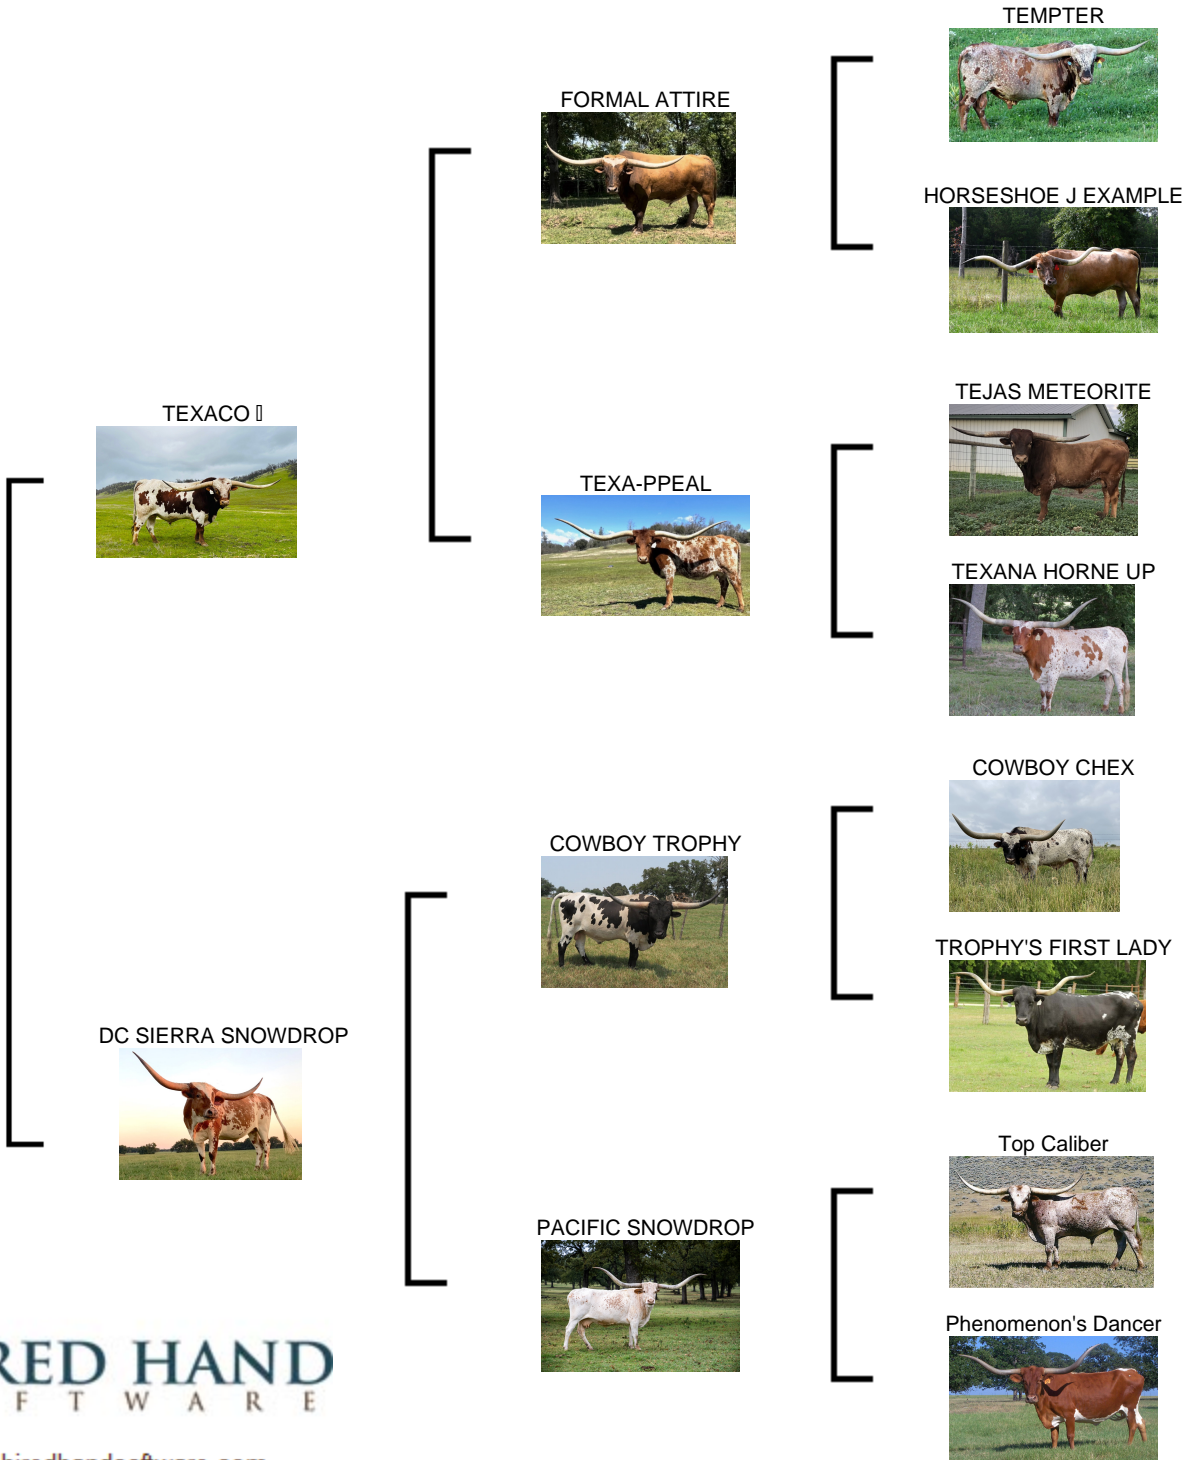 TEMPTER
FORMAL ATTIRE
HORSESHOE J EXAMPLE
TEJAS METEORITE
TEXACO
TEXA-PPEAL
TEXANA HORNE UP
COWBOY CHEX
COWBOY TROPHY
TROPHY'S FIRST LADY
DC SIERRA SNOWDROP
Top Caliber
PACIFIC SNOWDROP
Phenomenon's Dancer
RED HAND
F T W A R E